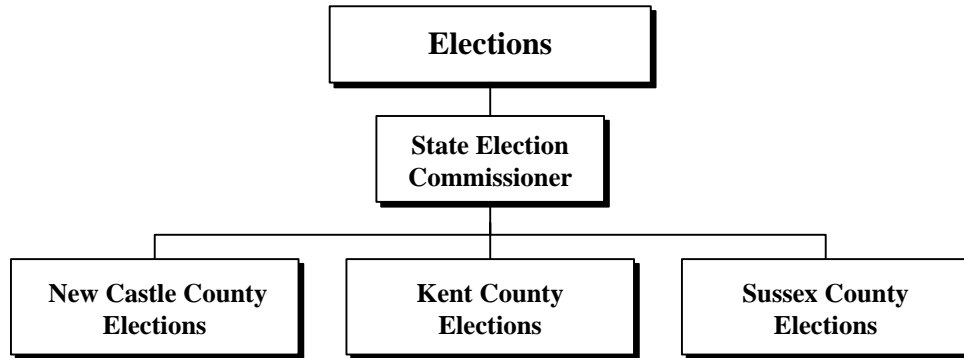 Elections
State Election
Commissioner
New Castle County
Elections
Kent County
Elections
Sussex County
Elections